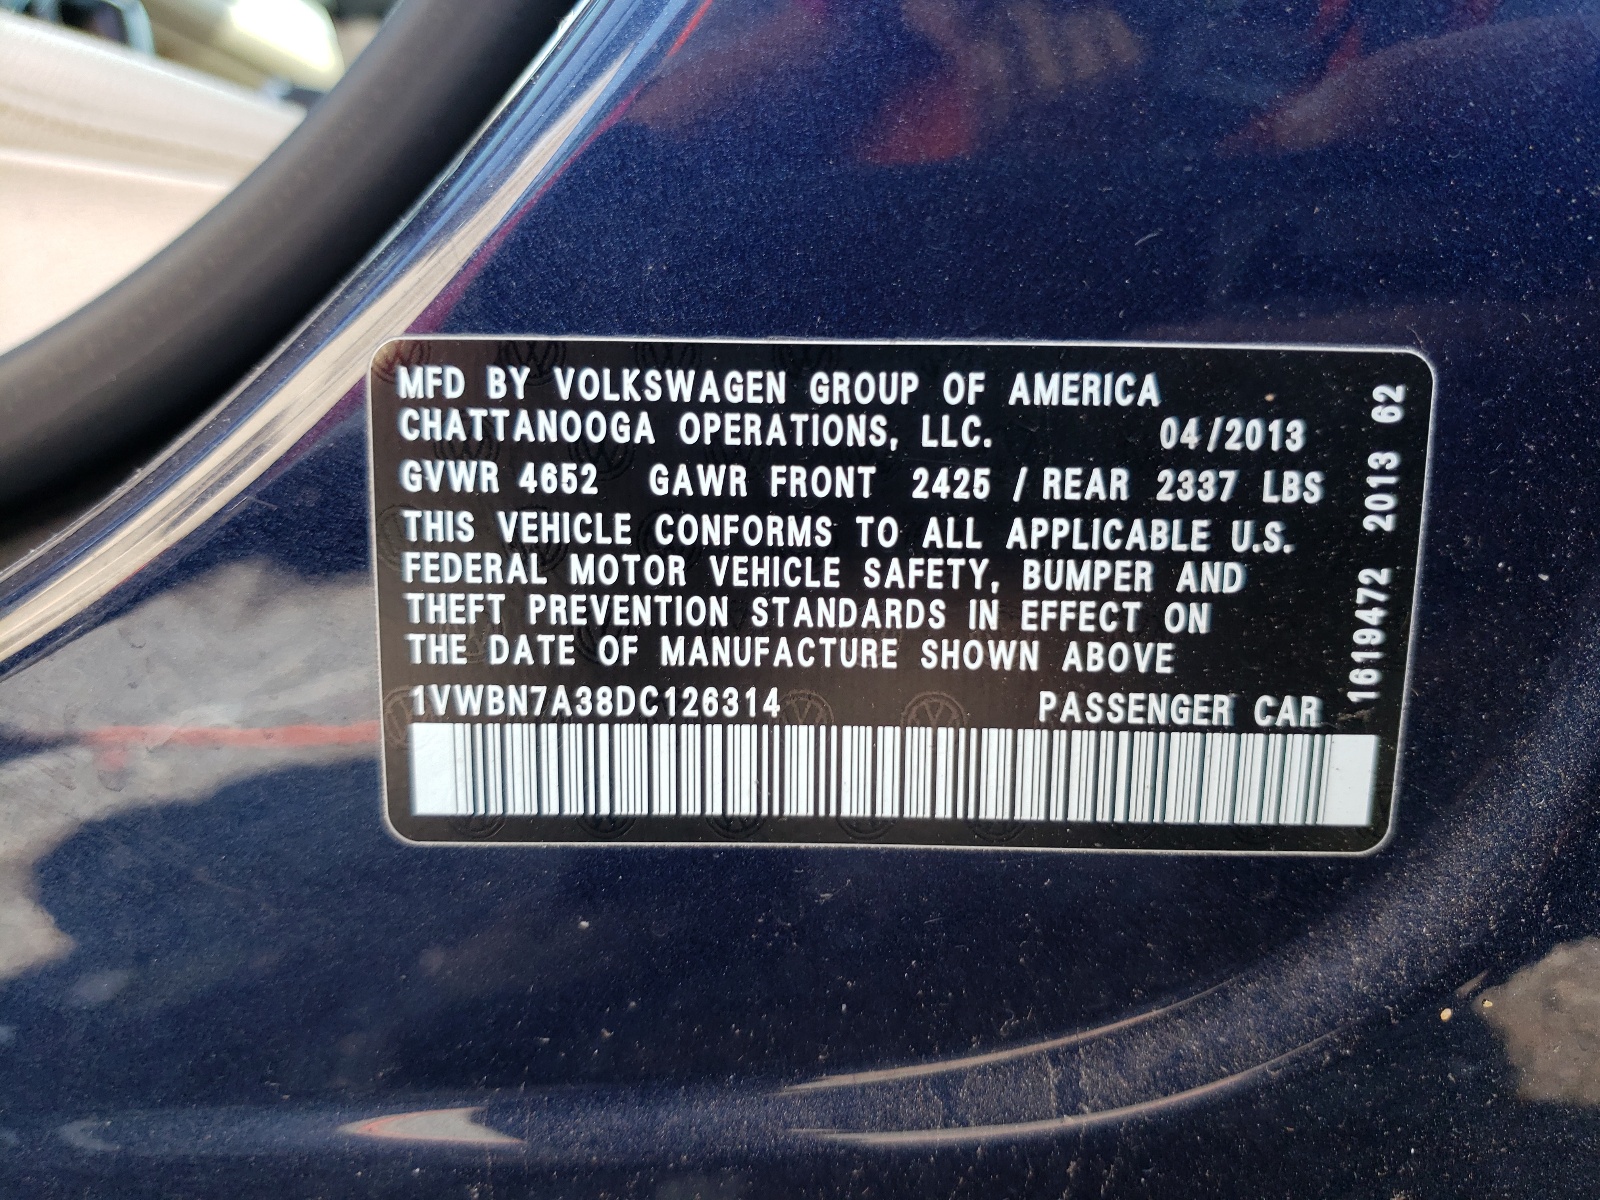 MFD BY VOLKSWAGEN GROUP OF AMERICA
CHATTANOOGA OPERATIONS, LLC. 04/2013
GVWR 4652 GAWR FRONT 2425 / REAR 2337 LBS
THIS VEHICLE CONFORMS TO ALL APPLICABLE U.S.
FEDERAL MOTOR VEHICLE SAFETY, BUMPER AND
THEFT PREVENTION STANDARDS IN EFFECT ON
THE DATE OF MANUFACTURE SHOWN ABOVE
1VWBN7A38DC126314 PASSENGER CAR
1619472 2013 62